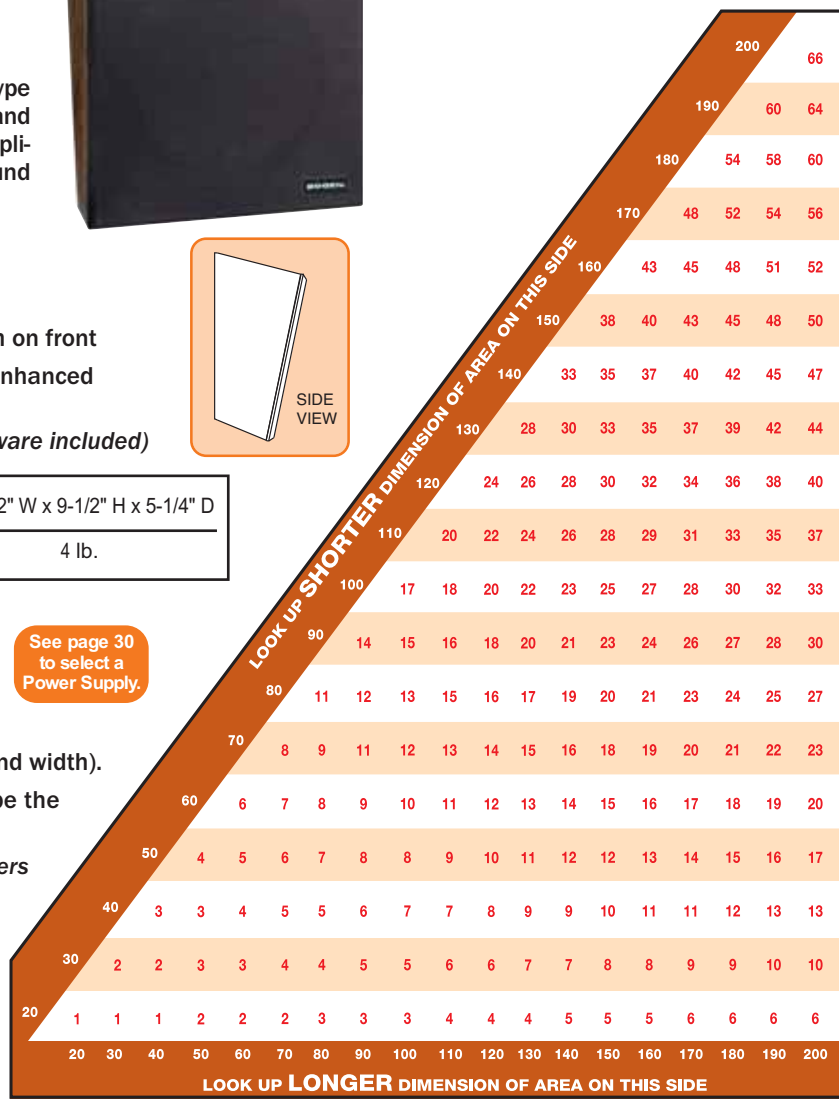 ype
and
pli-
und
n on front
nhanced
ware included)
SIDE
VIEW
2" W x 9-1/2" H x 5-1/4" D
4 lb.
See page 30
to select a
Power Supply.
nd width).
be the
ers
LOOK UP SHORTER DIMENSION OF AREA ON THIS SIDE
200 66
190 60 64
180 54 58 60
170 48 52 54 56
160 43 45 48 51 52
150 38 40 43 45 48 50
140 33 35 37 40 42 45 47
130 28 30 33 35 37 39 42 44
120 24 26 28 30 32 34 36 38 40
110 20 22 24 26 28 29 31 33 35 37
100 17 18 20 22 23 25 27 28 30 32 33
90 14 15 16 18 20 21 23 24 26 27 28 30
80 11 12 13 15 16 17 19 20 21 23 24 25 27
70 8 9 11 12 13 14 15 16 18 19 20 21 22 23
60 6 7 8 9 10 11 12 13 14 15 16 17 18 19 20
50 4 5 6 7 8 8 9 10 11 12 12 13 14 15 16 17
40 3 3 4 5 5 6 7 7 8 9 9 10 11 11 12 13 13
30 2 2 3 3 4 4 5 5 6 6 7 7 8 8 9 9 10 10
20 1 1 1 2 2 2 3 3 3 4 4 4 5 5 5 6 6 6 6
20 30 40 50 60 70 80 90 100 110 120 130 140 150 160 170 180 190 200
LOOK UP LONGER DIMENSION OF AREA ON THIS SIDE